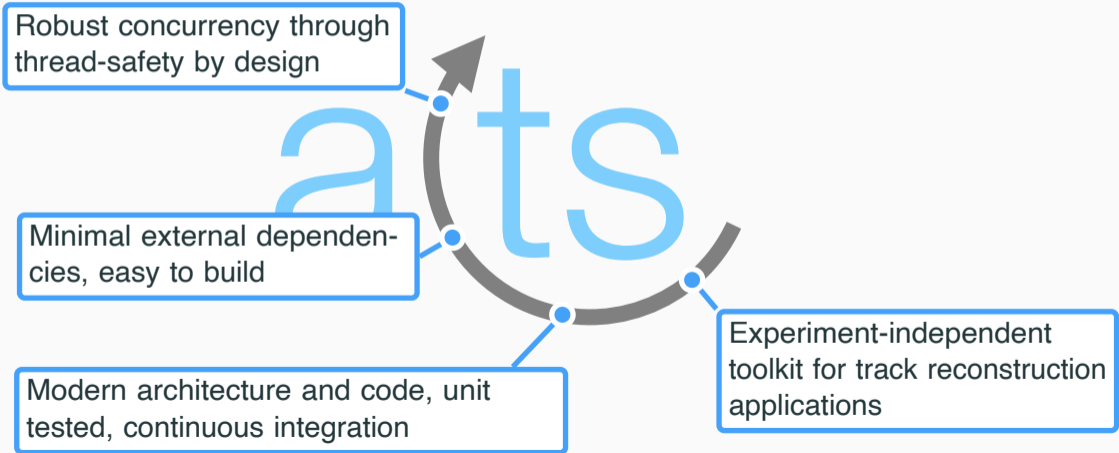 Robust concurrency through
thread-safety by design
a ts
Minimal external dependen-
cies, easy to build
Experiment-independent
toolkit for track reconstruction
applications
Modern architecture and code, unit
tested, continuous integration